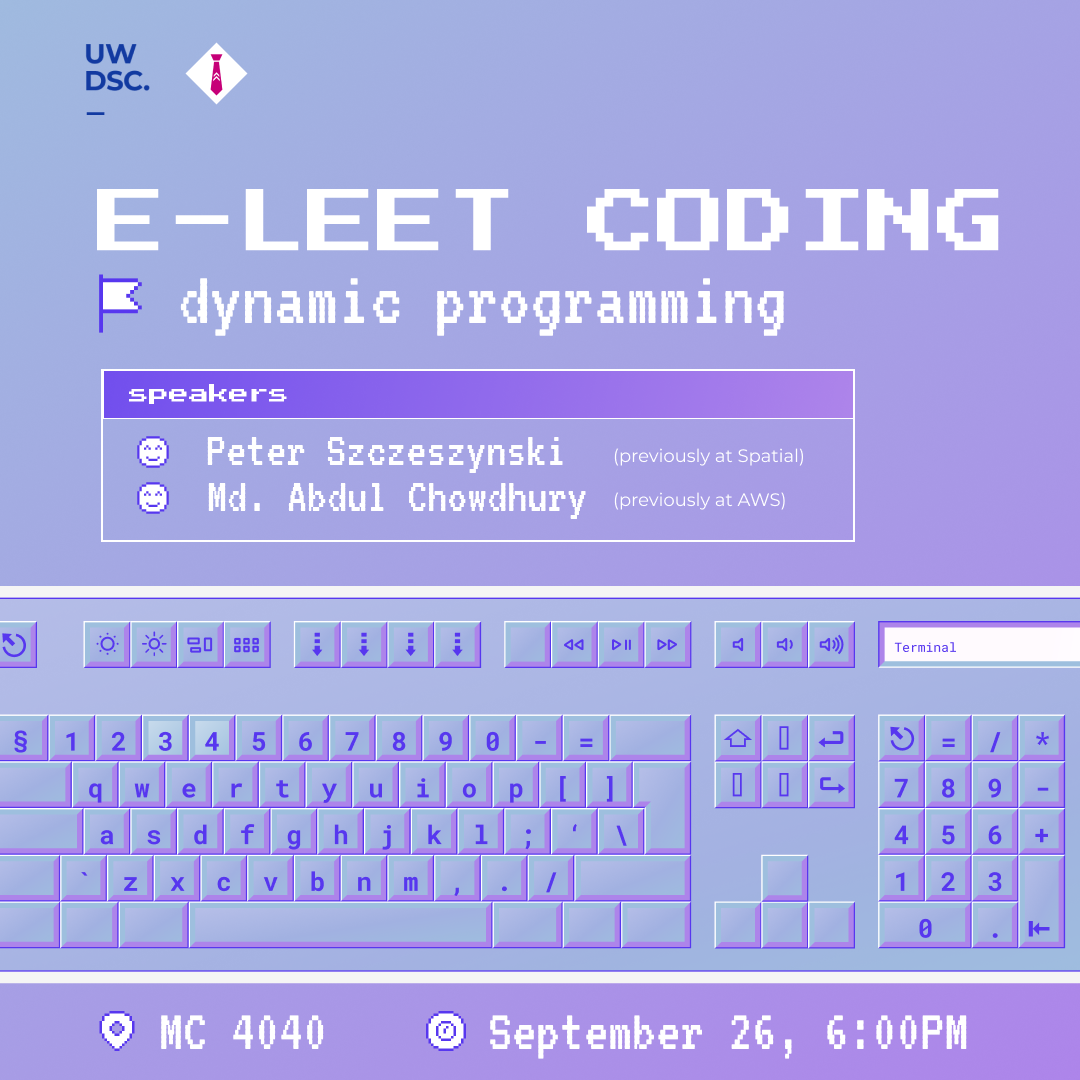 UW
DSC.
E-LEET CODING
dynamic programming
speakers
Peter Szczeszynski (previously at Spatial)
Md. Abdul Chowdhury (previously at AWS)
Terminal
§ 1 2 3 4 5 6 7 8 9 0 - = = / *
q w e r t y u i o p [ ] 7 8 9 -
a s d f g h j k l ; ‘ \ 4 5 6 +
` z x c v b n m , . / 1 2 3
0 .
MC 4040 September 26, 6:00PM